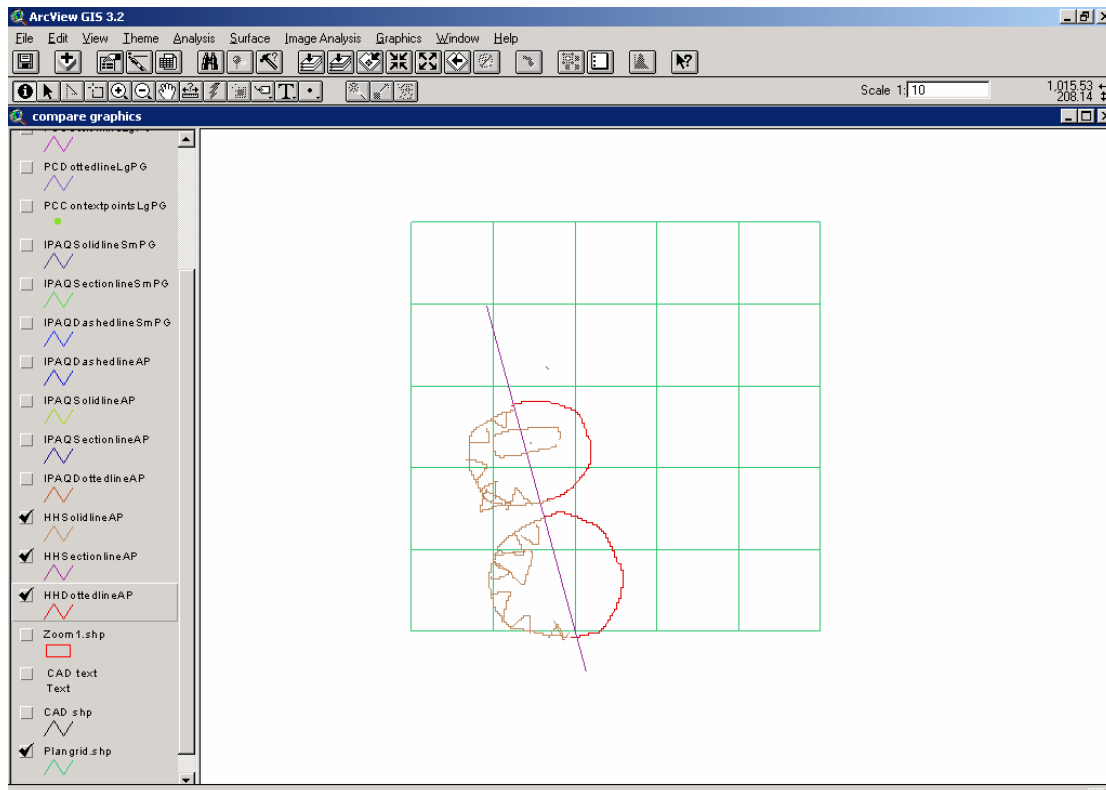 ArcView GIS 3.2
File Edit View Theme Analysis Surface Image Analysis Graphics Window Help
Scale 1: 10
1,015.53
208.14
compare graphics
PCDottedlineLgPG
PCContextpointsLgPG
IPAQSolidlineSmPG
IPAQSectionlineSmPG
IPAQDashedlineSmPG
IPAQDashedlineAP
IPAQSolidlineAP
IPAQSectionlineAP
IPAQDottedlineAP
HHSolidlineAP
HHSectionlineAP
HHDottedlineAP
Zoom1.shp
CAD text
Text
CAD shp
Plangrid.shp